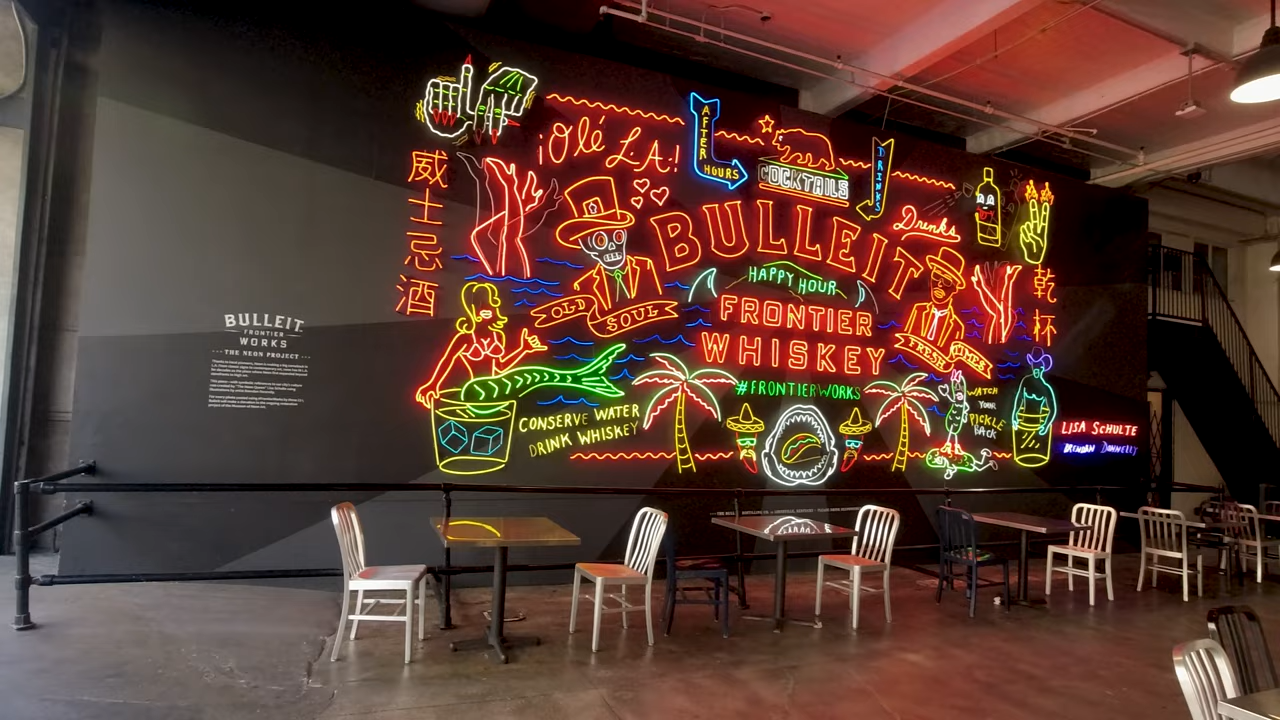 ¡Olé L.A.!
AFTER
HOURS
COCKTAILS
DRINKS
威士忌酒
BULLEIT
Drinks
HAPPY HOUR
FRONTIER
WHISKEY
OLD SOUL
FRESH
乾杯
#FRONTIERWORKS
CONSERVE WATER
DRINK WHISKEY
WATCH
YOUR
PICKLE
BACK
LISA SCHULTE
BRENDAN DONNELLY
BULLEIT
FRONTIER
WORKS
THE NEON PROJECT